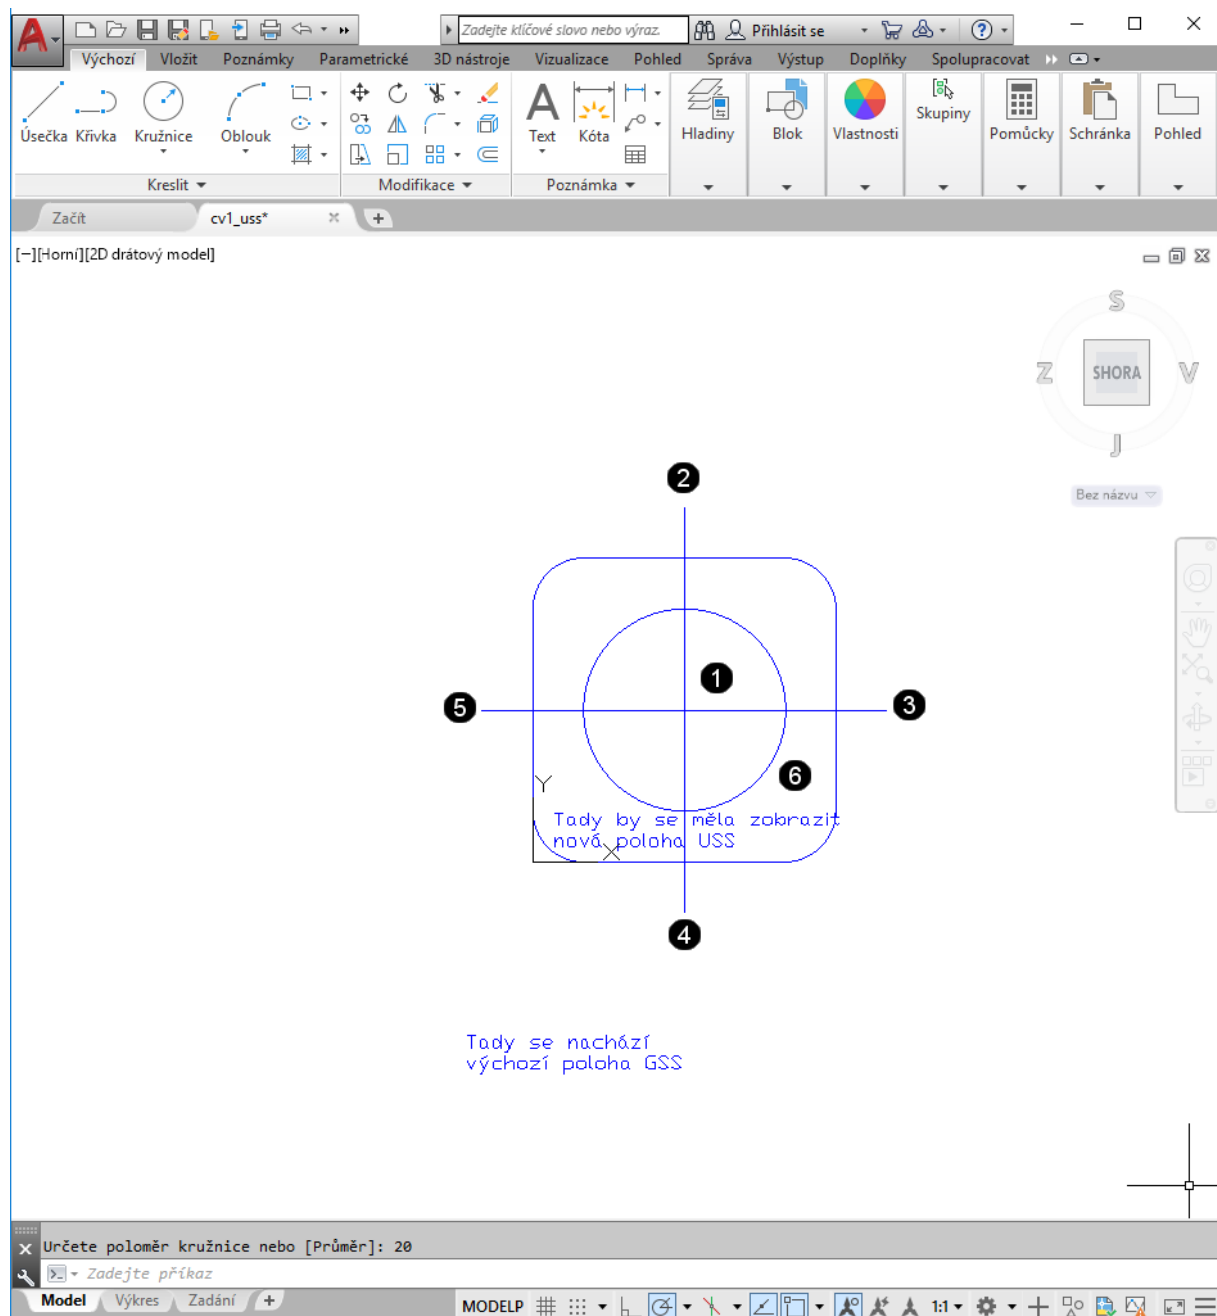 Zadejte klíčové slovo nebo výraz.
Přihlásit se
Výchozí Vložit Poznámky Parametrické 3D nástroje Vizualizace Pohled Správa Výstup Doplňky Spolupracovat
Úsečka Křivka Kružnice Oblouk Text Kóta Hladiny Blok Vlastnosti Skupiny Pomůcky Schránka Pohled
Kreslit Modifikace Poznámka
Začít cv1_uss*
[−][Horní][2D drátový model]
S
Z SHORA V
J
Bez názvu
2
1
5 3
6
Y
Tady by se měla zobrazit
nová poloha USS
X
4
Tady se nachází
výchozí poloha GSS
Určete poloměr kružnice nebo [Průměr]: 20
Zadejte příkaz
Model Výkres Zadání
MODELP 1:1